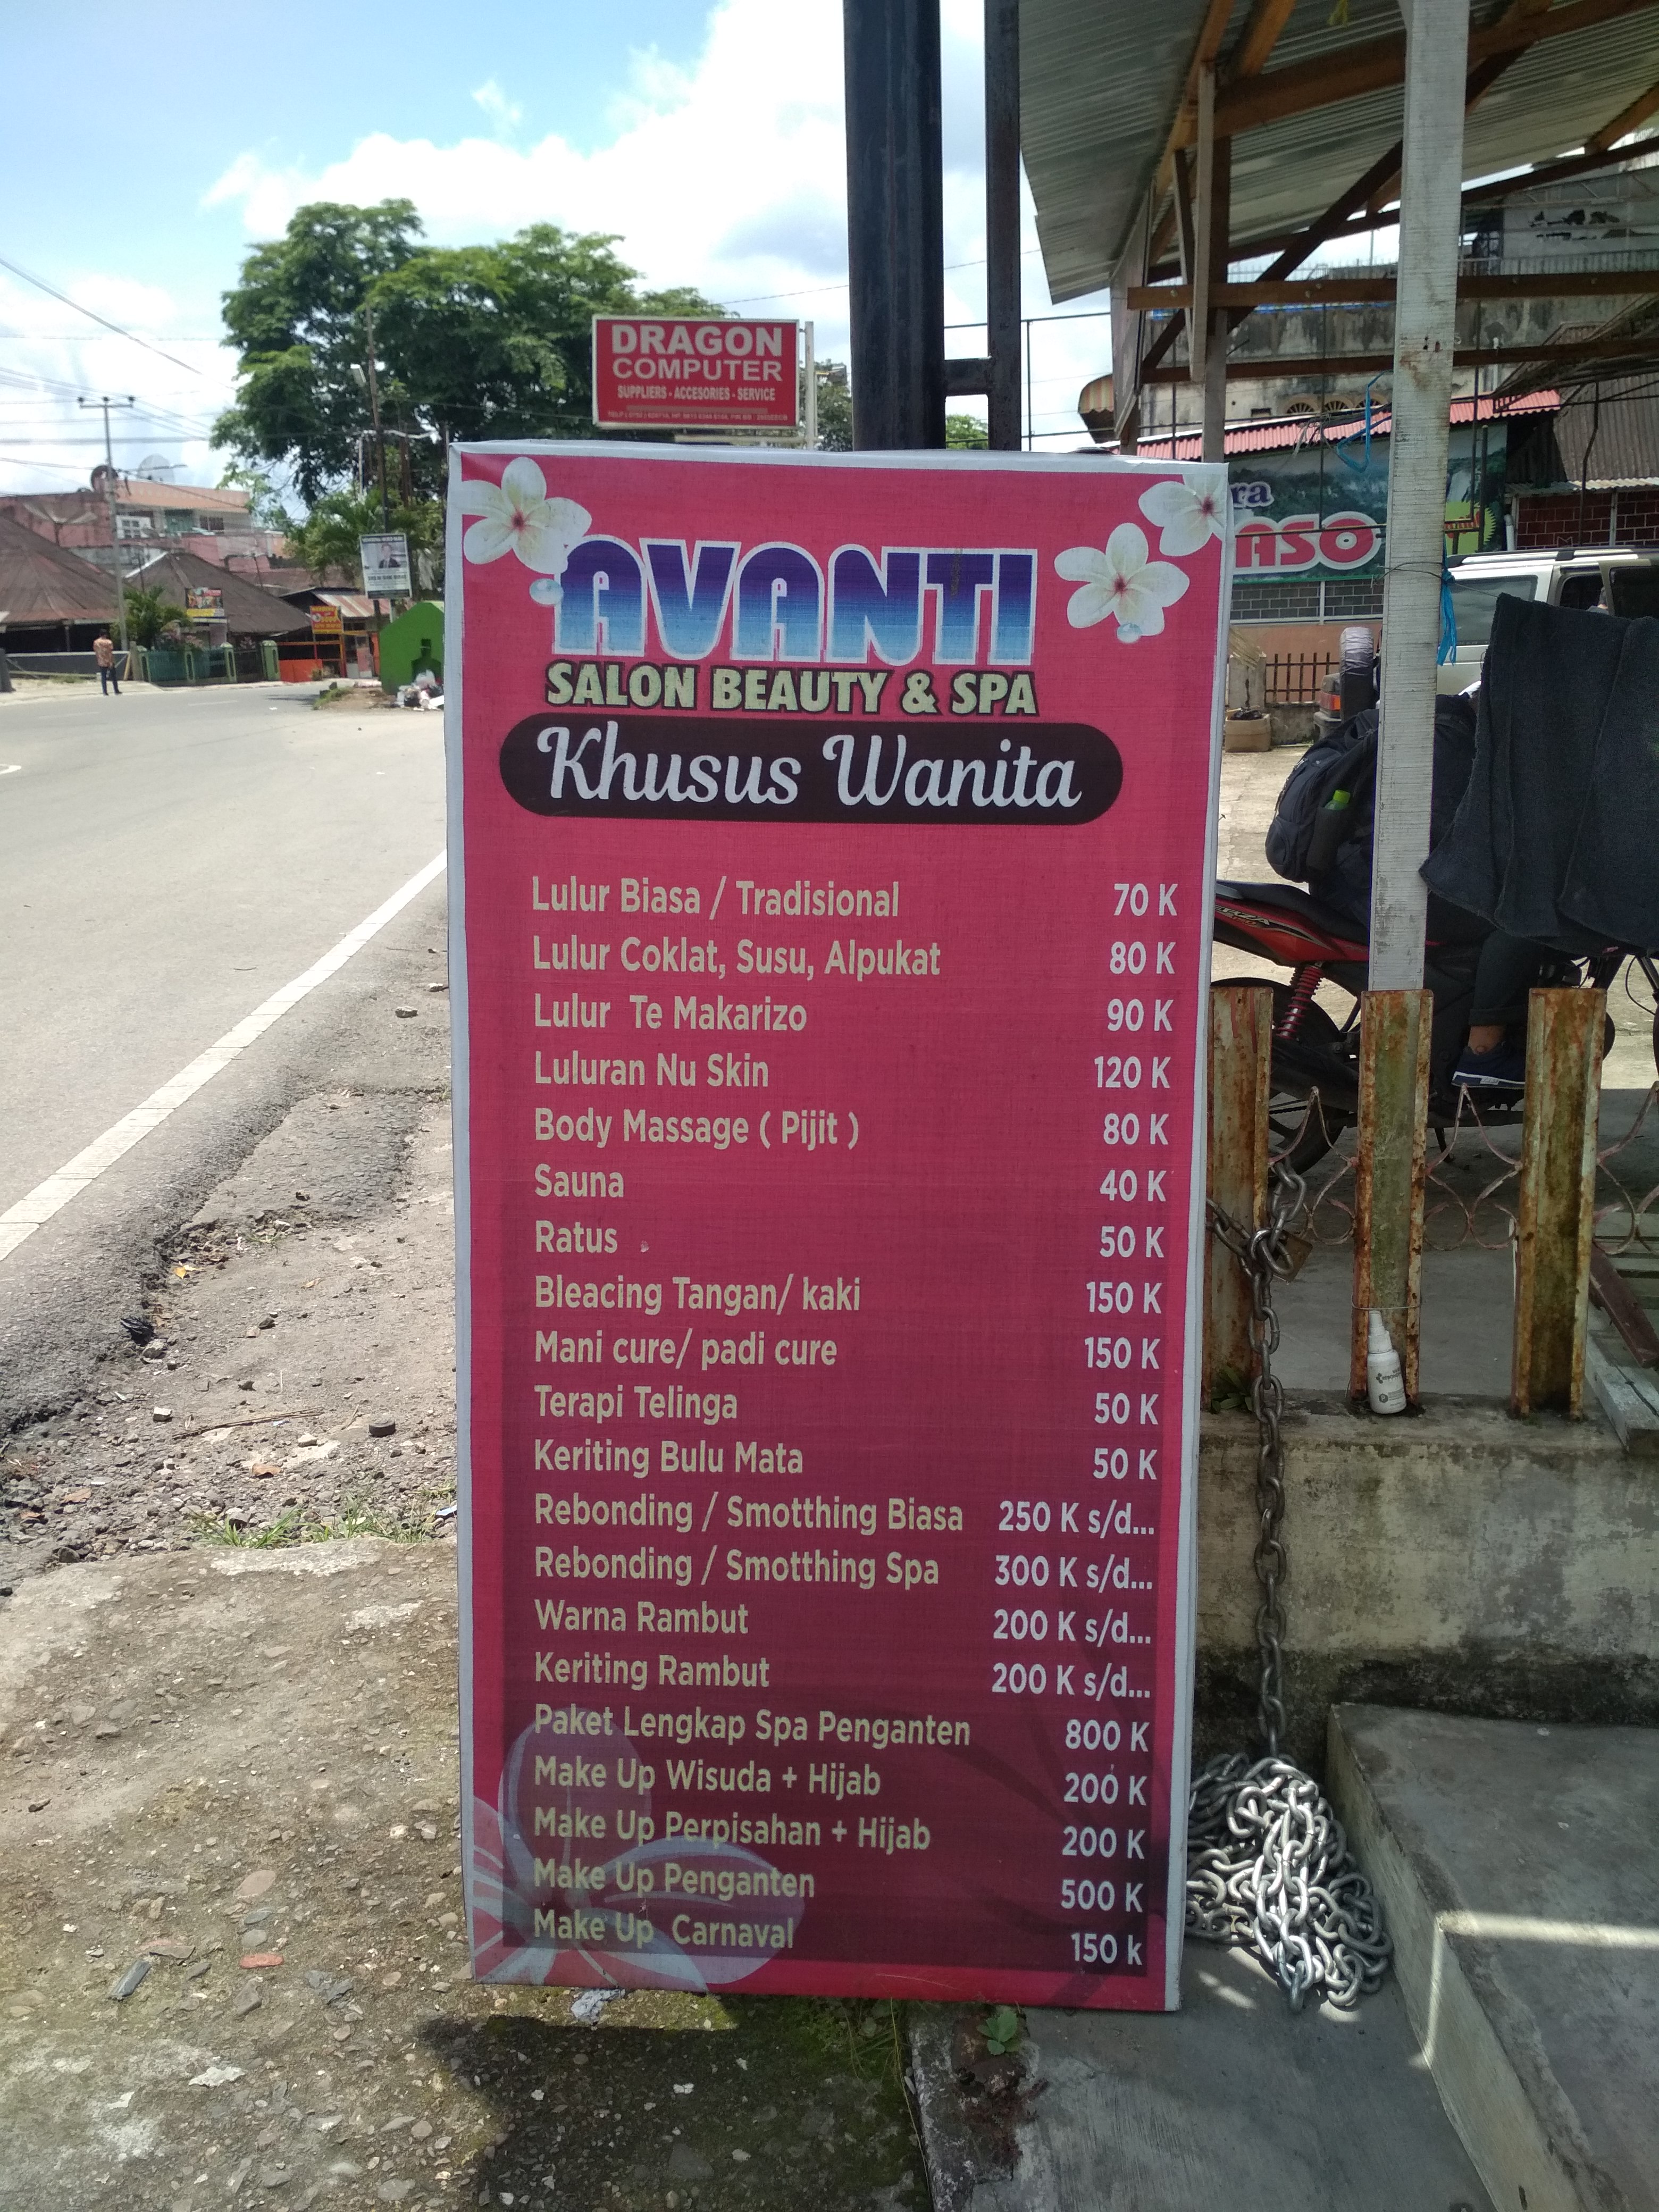 DRAGON
COMPUTER
SUPPLIERS - ACCESORIES - SERVICE
ASO
AVANTI
SALON BEAUTY & SPA
Khusus Wanita
Lulur Biasa / Tradisional 70 K
Lulur Coklat, Susu, Alpukat 80 K
Lulur Te Makarizo 90 K
Luluran Nu Skin 120 K
Body Massage ( Pijit ) 80 K
Sauna 40 K
Ratus 50 K
Bleacing Tangan/ kaki 150 K
Mani cure/ padi cure 150 K
Terapi Telinga 50 K
Keriting Bulu Mata 50 K
Rebonding / Smotthing Biasa 250 K s/d...
Rebonding / Smotthing Spa 300 K s/d...
Warna Rambut 200 K s/d...
Keriting Rambut 200 K s/d...
Paket Lengkap Spa Penganten 800 K
Make Up Wisuda + Hijab 200 K
Make Up Perpisahan + Hijab 200 K
Make Up Penganten 500 K
Make Up Carnaval 150 k